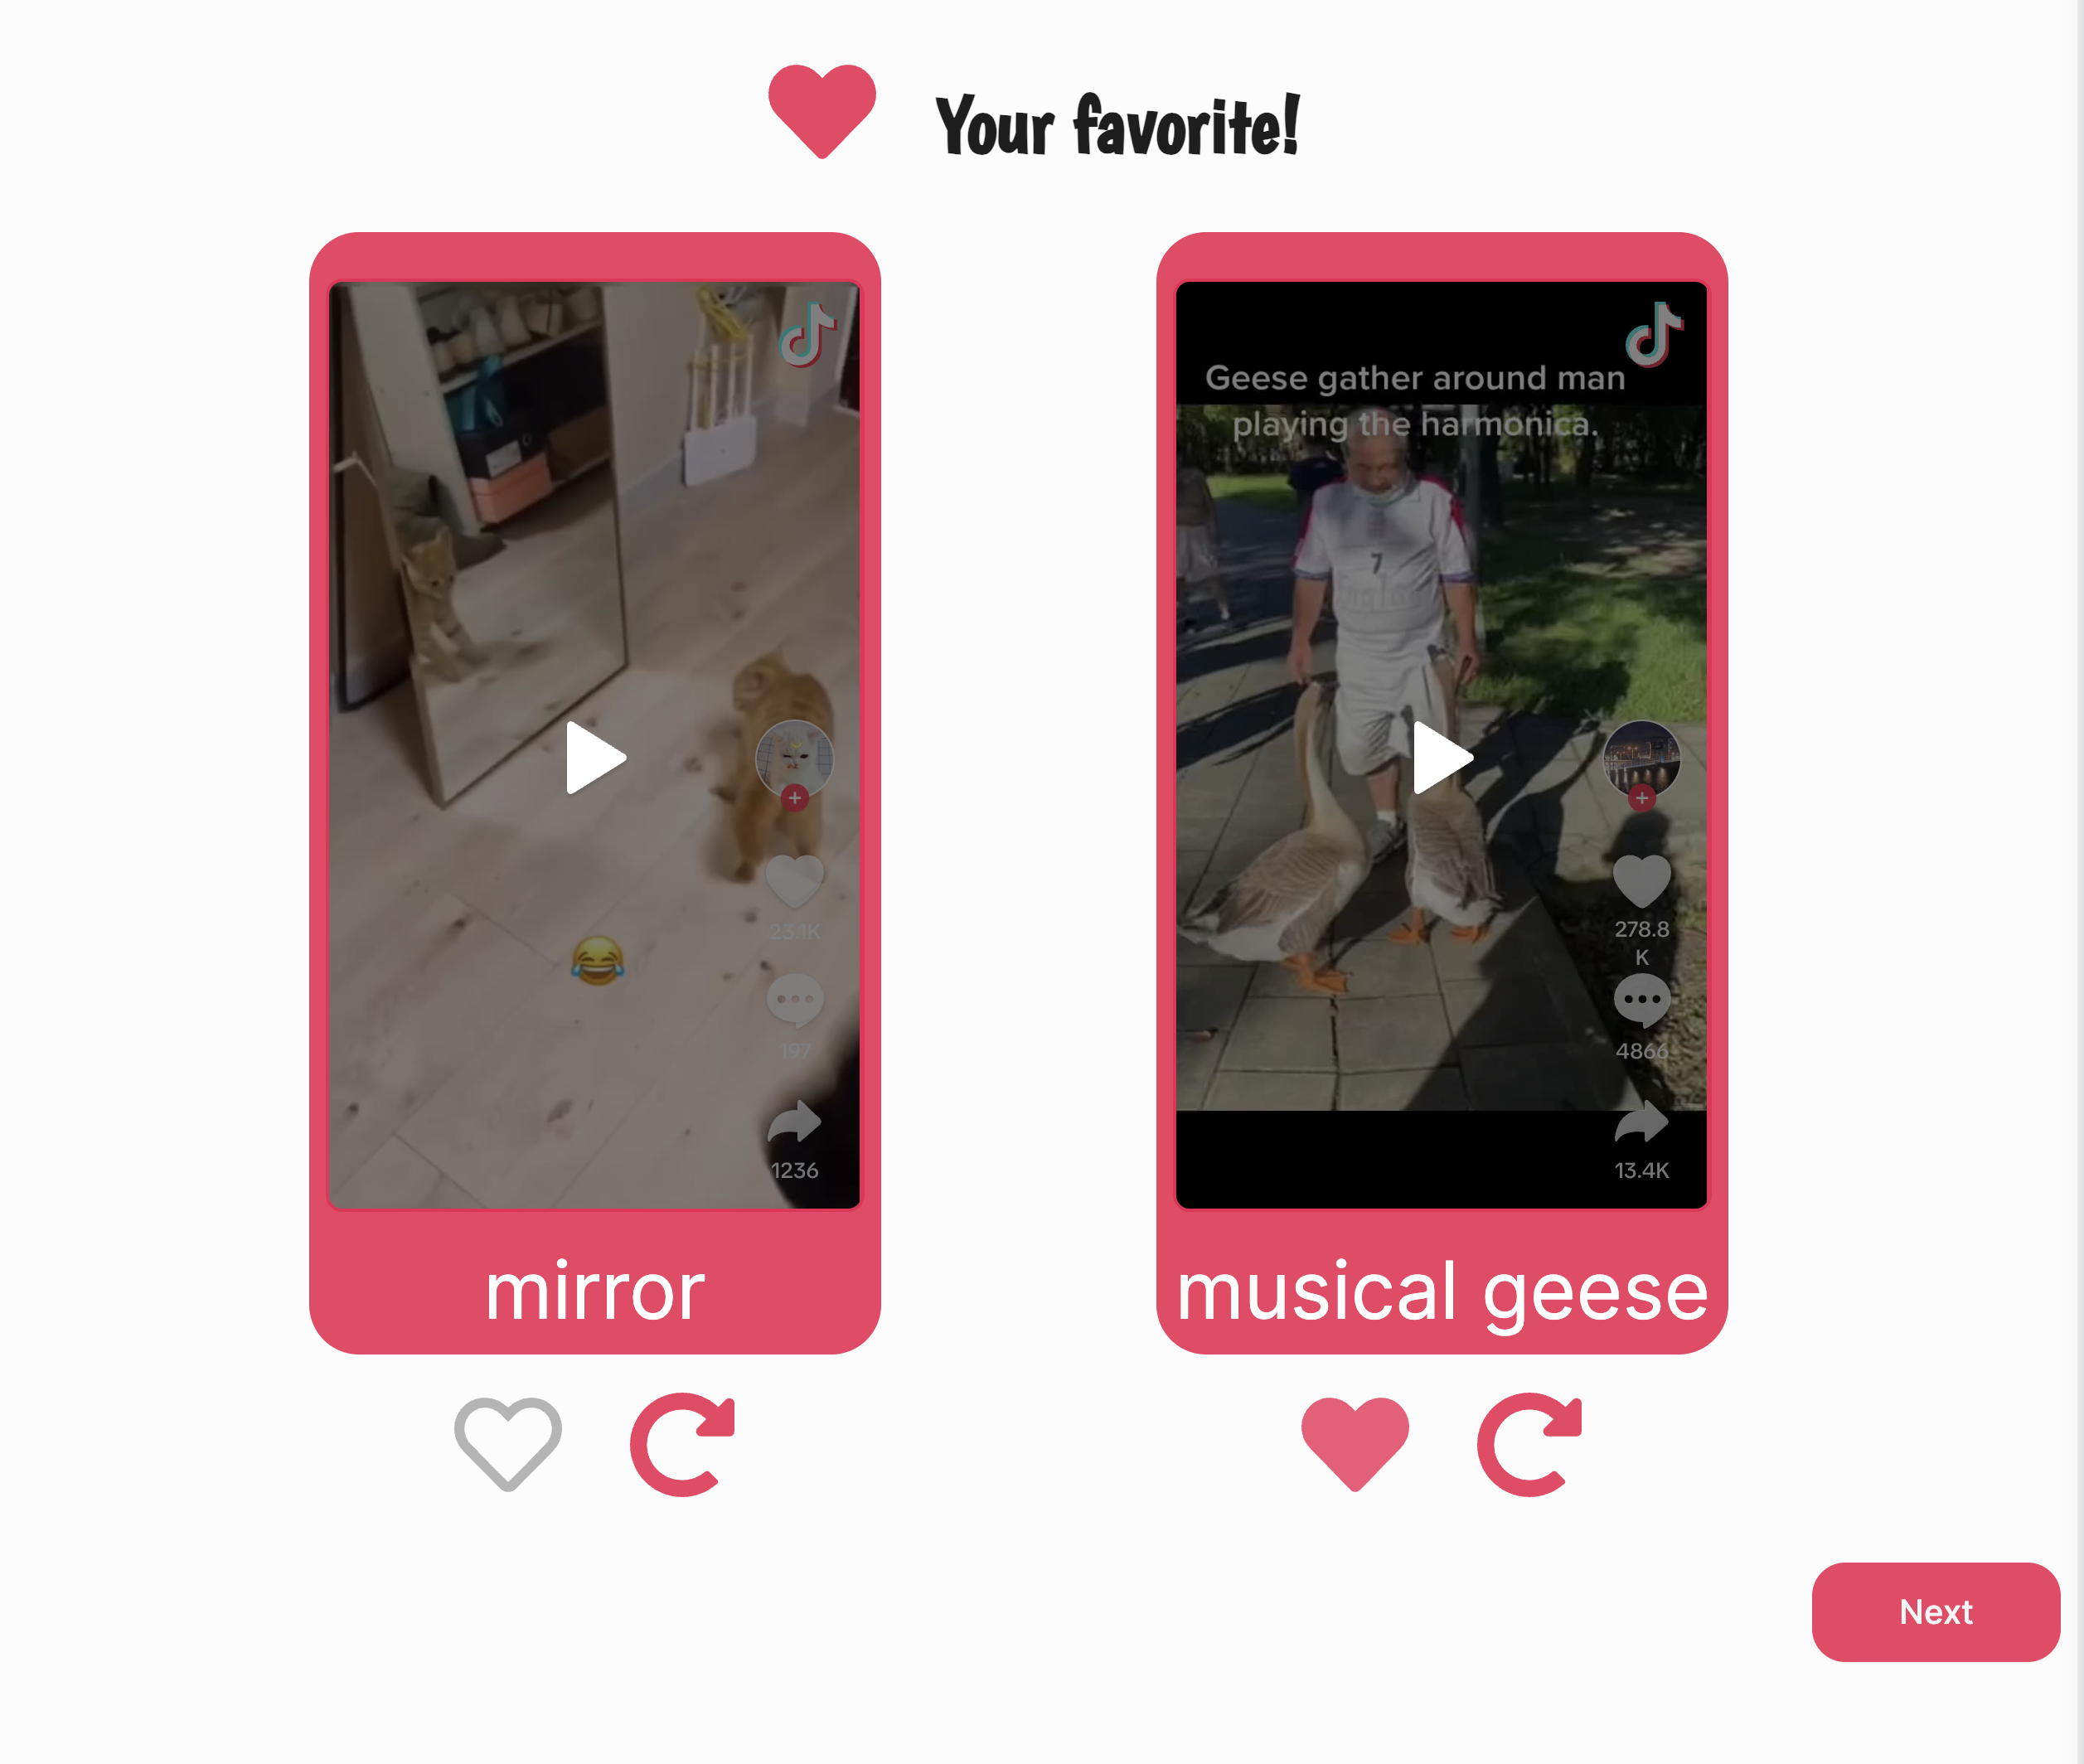 Your favorite!
Geese gather around man
playing the harmonica.
7
23.1K
197
1236
278.8
K
4866
13.4K
mirror
musical geese
Next